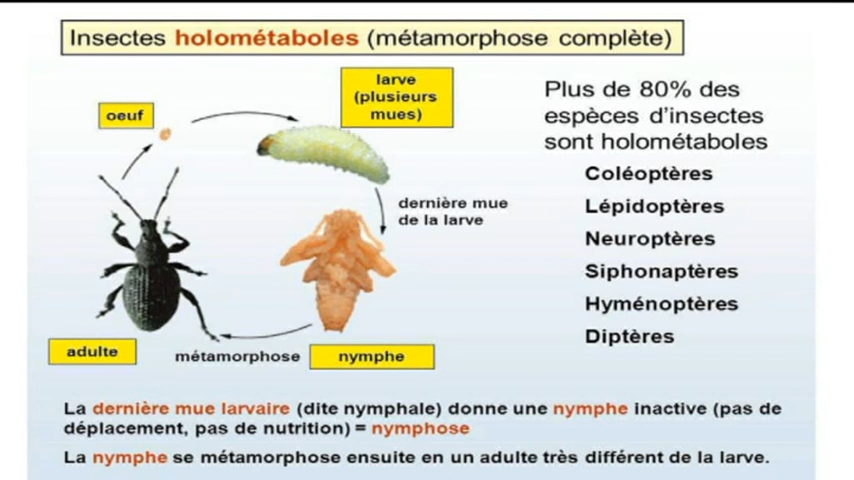 Insectes holométaboles (métamorphose complète)
larve
(plusieurs
mues)
oeuf
dernière mue
de la larve
adulte
métamorphose
nymphe
Plus de 80% des
espèces d'insectes
sont holométaboles
Coléoptères
Lépidoptères
Neuroptères
Siphonaptères
Hyménoptères
Diptères
La dernière mue larvaire (dite nymphale) donne une nymphe inactive (pas de
déplacement, pas de nutrition) = nymphose
La nymphe se métamorphose ensuite en un adulte très différent de la larve.